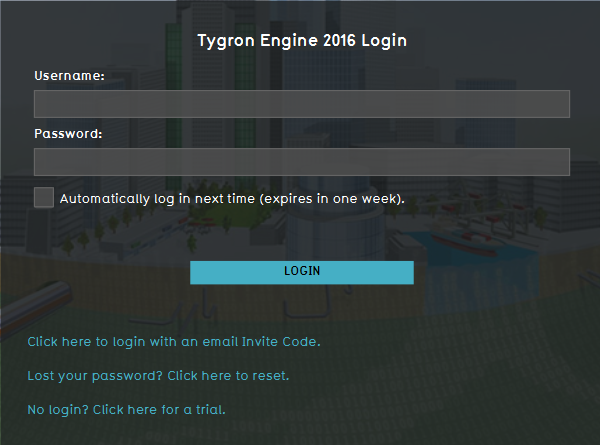 Tygron Engine 2016 Login
Username:
Password:
Automatically log in next time (expires in one week).
LOGIN
Click here to login with an email Invite Code.
Lost your password? Click here to reset.
No login? Click here for a trial.